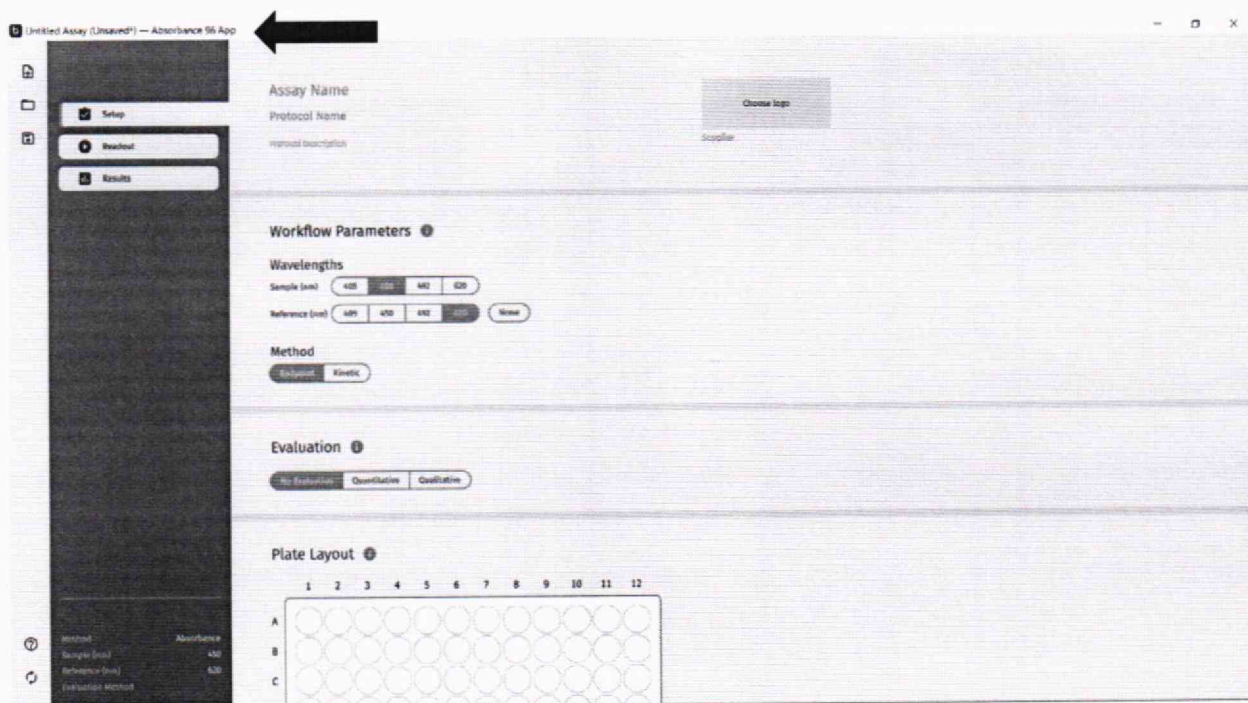 Untitled Assay (Unsaved*) — Absorbance 96 App
Setup
Readout
Results
Assay Name
Protocol Name
Protocol Description
Choose logo
Supplier
Workflow Parameters
Wavelengths
Sample (nm) 405 450 492 620
Reference (nm) 405 450 492 620 None
Method
Endpoint Kinetic
Evaluation
No Evaluation Quantitative Qualitative
Plate Layout
1 2 3 4 5 6 7 8 9 10 11 12
A
B
C
Method Absorbance
Sample (nm) 450
Reference (nm) 620
Evaluation Method